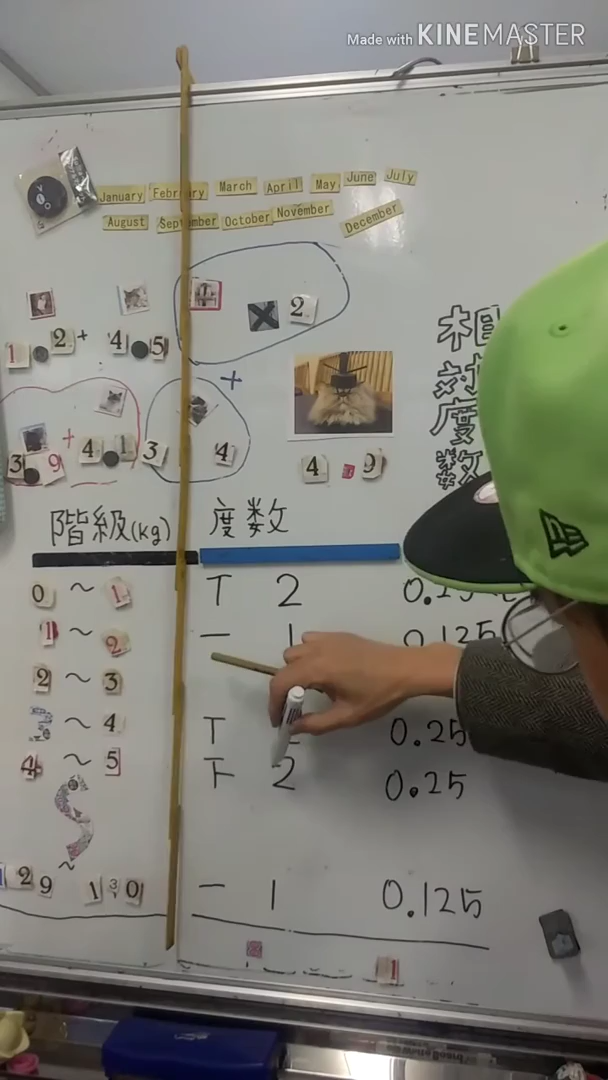 Made with KINEMASTER
January February March April May June July
August September October November December
2
1 2 + 4 5
+
3 9 + 4 1 3 4
4 9
相対度数
階級(kg) 度数
0 ~ 1 T 2
1 ~ 2 一 1 0.125
2 ~ 3
~ 4 T 0.25
4 ~ 5 下 2 0.25
~
129 130 一 1 0.125
1